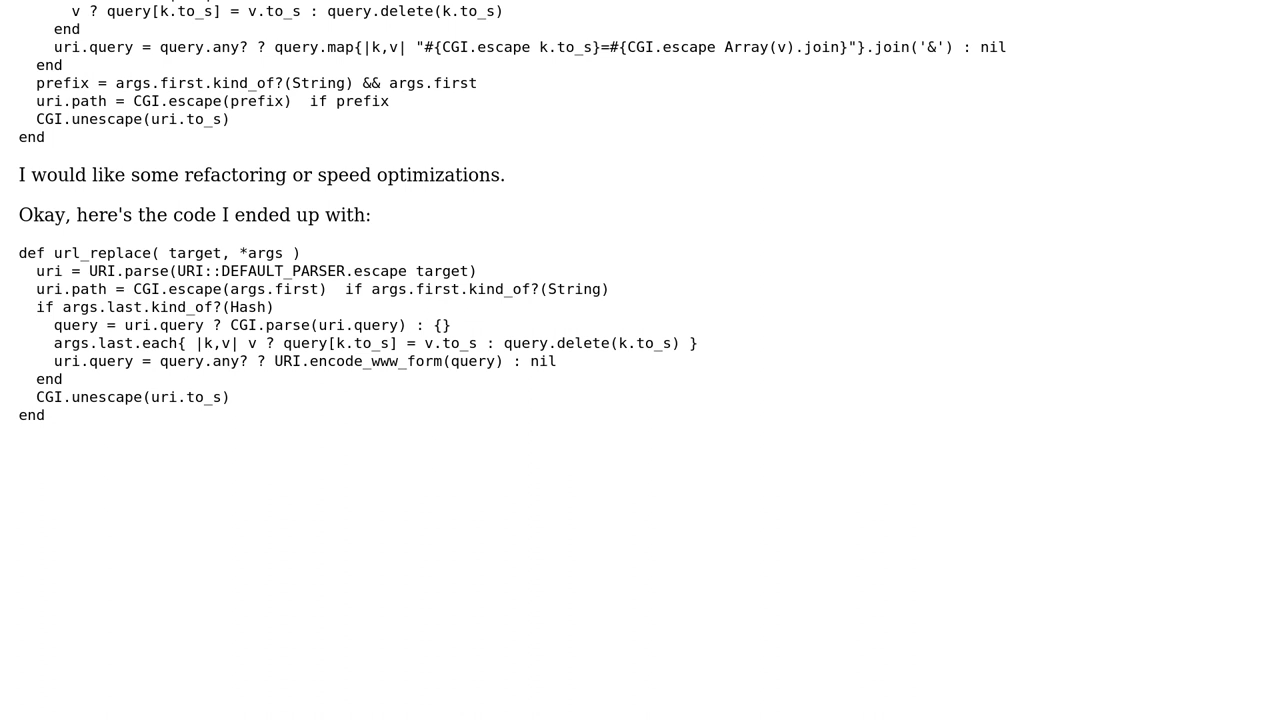 v ? query[k.to_s] = v.to_s : query.delete(k.to_s)
    end
    uri.query = query.any? ? query.map{|k,v| "#{CGI.escape k.to_s}=#{CGI.escape Array(v).join}"}.join('&') : nil
  end
  prefix = args.first.kind_of?(String) && args.first
  uri.path = CGI.escape(prefix)  if prefix
  CGI.unescape(uri.to_s)
end
I would like some refactoring or speed optimizations.
Okay, here's the code I ended up with:
def url_replace( target, *args )
  uri = URI.parse(URI::DEFAULT_PARSER.escape target)
  uri.path = CGI.escape(args.first)  if args.first.kind_of?(String)
  if args.last.kind_of?(Hash)
    query = uri.query ? CGI.parse(uri.query) : {}
    args.last.each{ |k,v| v ? query[k.to_s] = v.to_s : query.delete(k.to_s) }
    uri.query = query.any? ? URI.encode_www_form(query) : nil
  end
  CGI.unescape(uri.to_s)
end